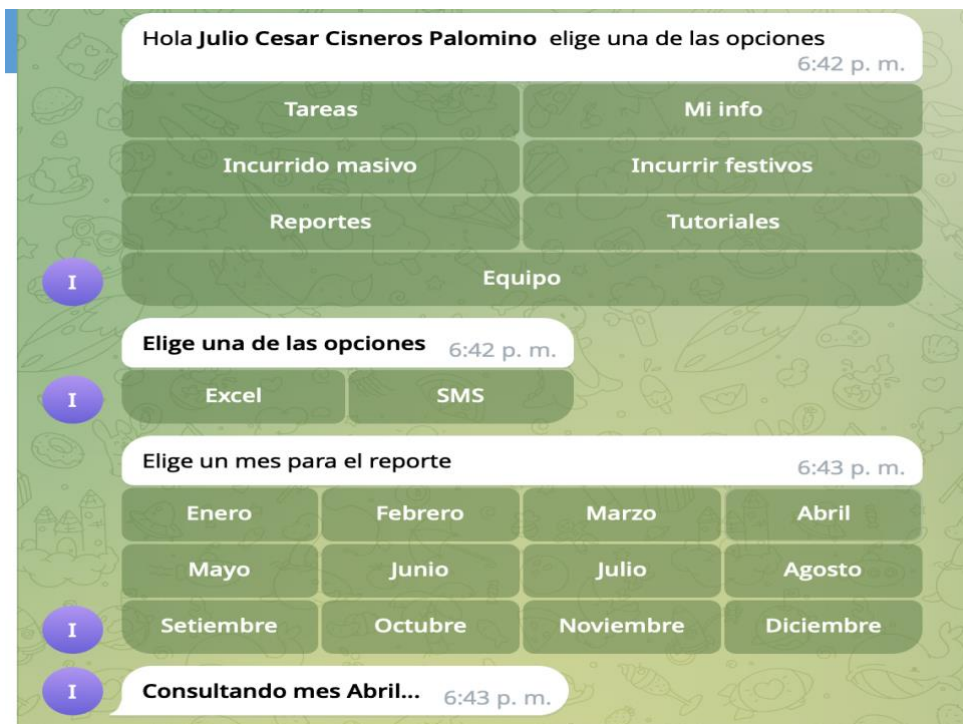 Hola Julio Cesar Cisneros Palomino elige una de las opciones
6:42 p. m.
Tareas Mi info
Incurrido masivo Incurrir festivos
Reportes Tutoriales
I Equipo
Elige una de las opciones 6:42 p. m.
I Excel SMS
Elige un mes para el reporte 6:43 p. m.
Enero Febrero Marzo Abril
Mayo Junio Julio Agosto
I Setiembre Octubre Noviembre Diciembre
I Consultando mes Abril... 6:43 p. m.